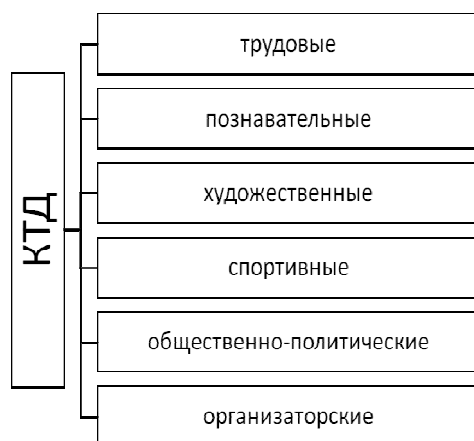 КТД
трудовые
познавательные
художественные
спортивные
общественно-политические
организаторские